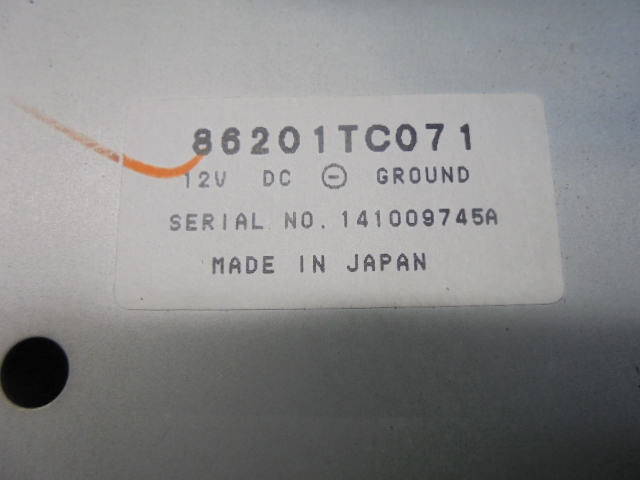 86201TC071
12V DC ⊖ GROUND
SERIAL NO. 141009745A
MADE IN JAPAN